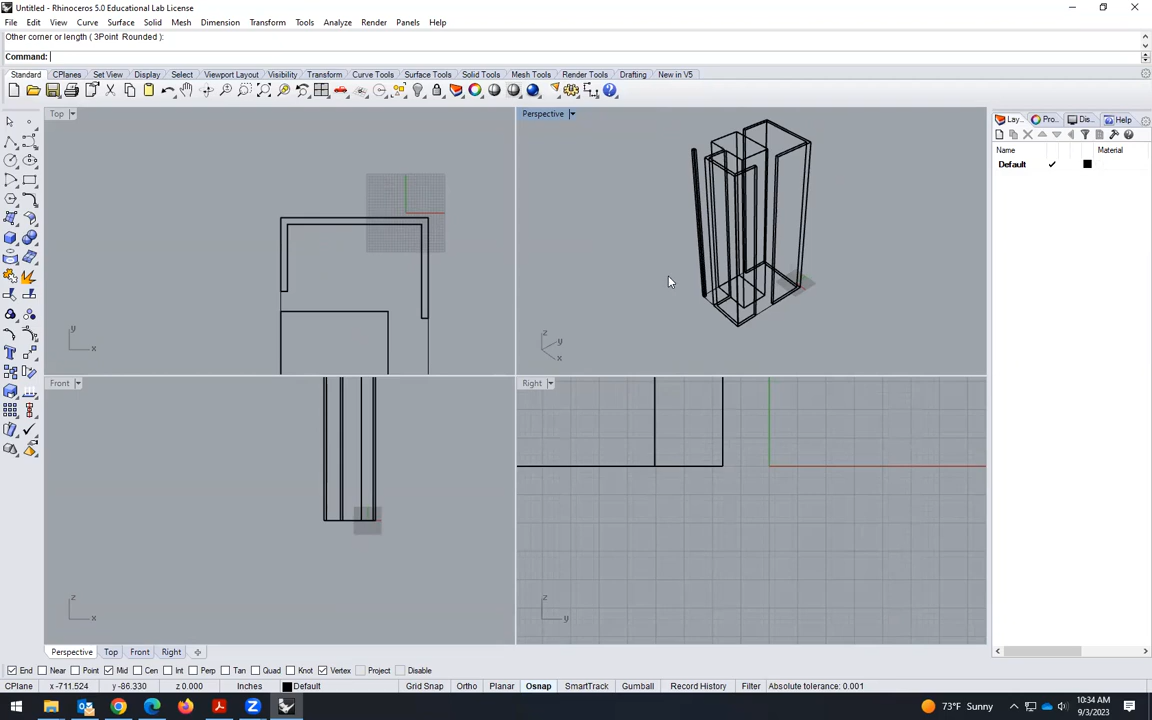 Untitled - Rhinoceros 5.0 Educational Lab License
File Edit View Curve Surface Solid Mesh Dimension Transform Tools Analyze Render Panels Help
Other coror or length ( 3Point Rounded ):
Command:
Standard CPlanes Set View Display Select Viewport Layout Visibility Transform Curve Tools Surface Tools Solid Tools Mesh Tools Render Tools Drafting New in V5
Top
Perspective
Lay... Pro... Dis... Help
Name Material
Default
y
x
z
y
x
Front
Right
z
x
z
y
Perspective Top Front Right
End Near Point Mid Cen Int Perp Tan Quad Knot Vertex Project Disable
CPlane x -711.524 y -86.330 z 0.000 Inches Default Grid Snap Ortho Planar Osnap SmartTrack Gumball Record History Filter Absolute tolerance: 0.001
73°F Sunny
10:34 AM
9/3/2023